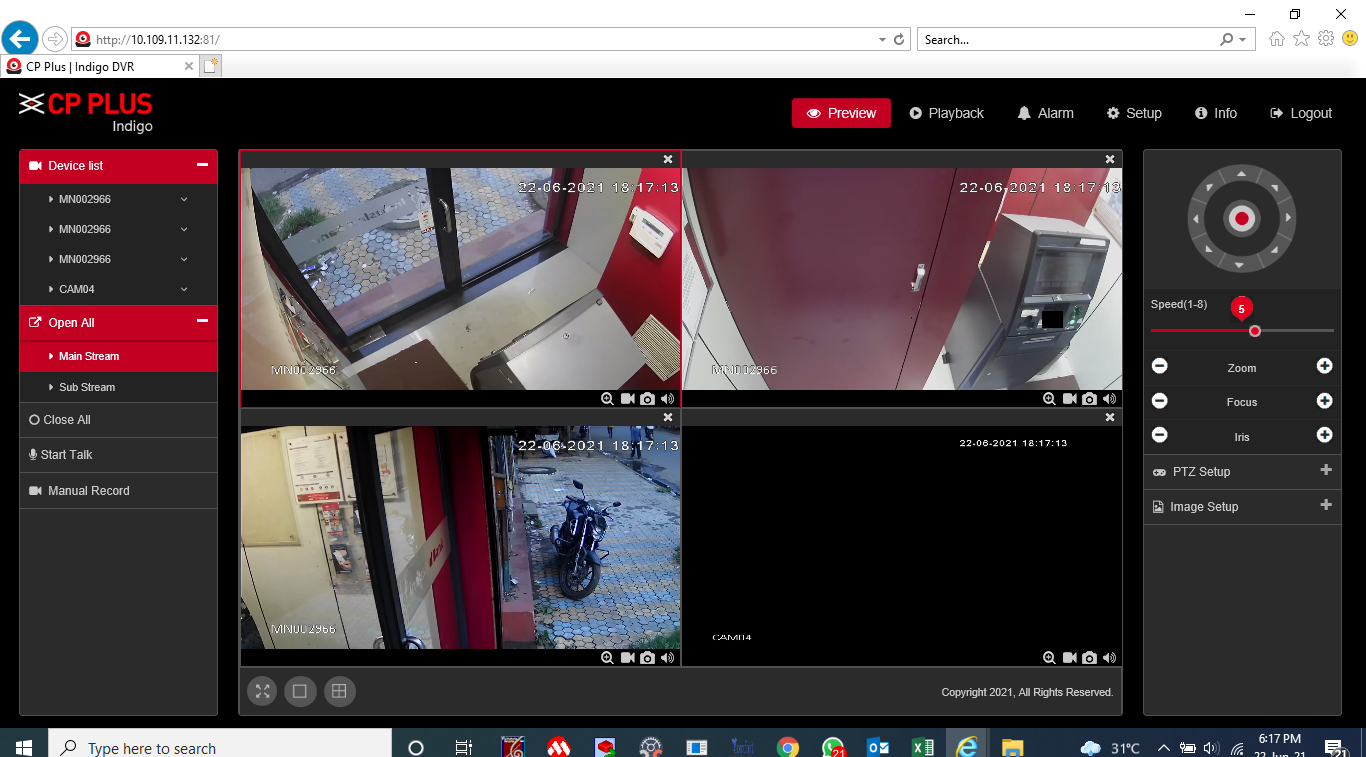 http://10.109.11.132:81/
Search...
CP Plus | Indigo DVR
CP PLUS
Indigo
Preview
Playback
Alarm
Setup
Info
Logout
Device list
MN002966
MN002966
MN002966
CAM04
Open All
Main Stream
Sub Stream
Close All
Start Talk
Manual Record
22-06-2021 18:17:13
MN002966
22-06-2021 18:17:13
MN002966
22-06-2021 18:17:13
MN002966
22-06-2021 18:17:13
CAM04
Copyright 2021, All Rights Reserved.
Speed(1-8)
5
Zoom
Focus
Iris
PTZ Setup
Image Setup
Type here to search
21
31°C
6:17 PM
22-Jun-21
21